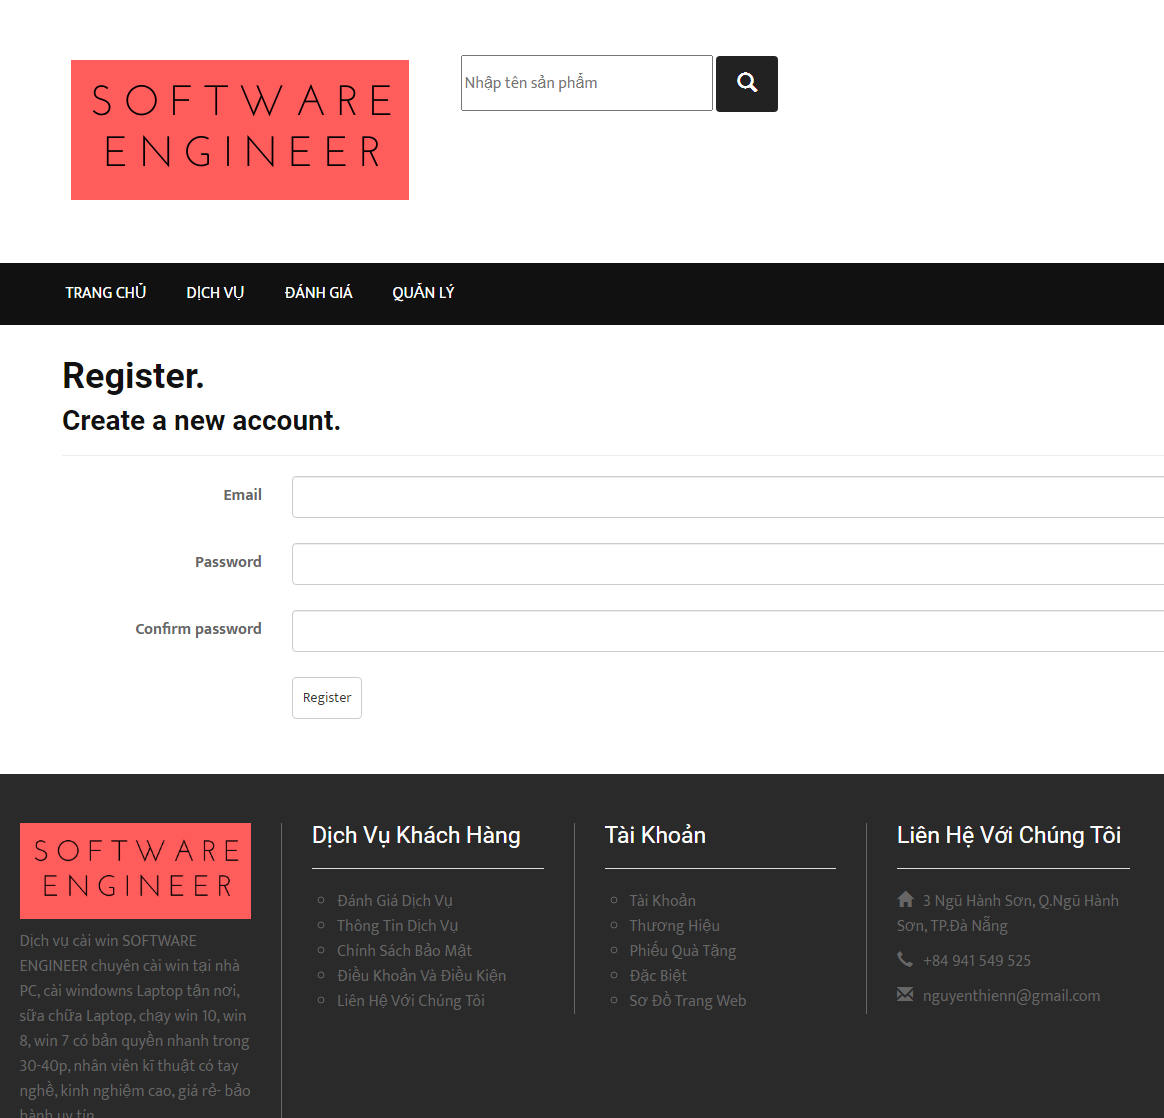 SOFTWARE
ENGINEER
Nhập tên sản phẩm
TRANG CHỦ
DỊCH VỤ
ĐÁNH GIÁ
QUẢN LÝ
Register.
Create a new account.
Email
Password
Confirm password
Register
SOFTWARE
ENGINEER
Dịch vụ cài win SOFTWARE
ENGINEER chuyên cài win tại nhà
PC, cài windowns Laptop tận nơi,
sữa chữa Laptop, chạy win 10, win
8, win 7 có bản quyền nhanh trong
30-40p, nhân viên kĩ thuật có tay
nghề, kinh nghiệm cao, giá rẻ- bảo
hành uy tín
Dịch Vụ Khách Hàng
Đánh Giá Dịch Vụ
Thông Tin Dịch Vụ
Chính Sách Bảo Mật
Điều Khoản Và Điều Kiện
Liên Hệ Với Chúng Tôi
Tài Khoản
Tài Khoản
Thương Hiệu
Phiếu Quà Tặng
Đặc Biệt
Sơ Đồ Trang Web
Liên Hệ Với Chúng Tôi
3 Ngũ Hành Sơn, Q.Ngũ Hành
Sơn, TP.Đà Nẵng
+84 941 549 525
nguyenthienn@gmail.com